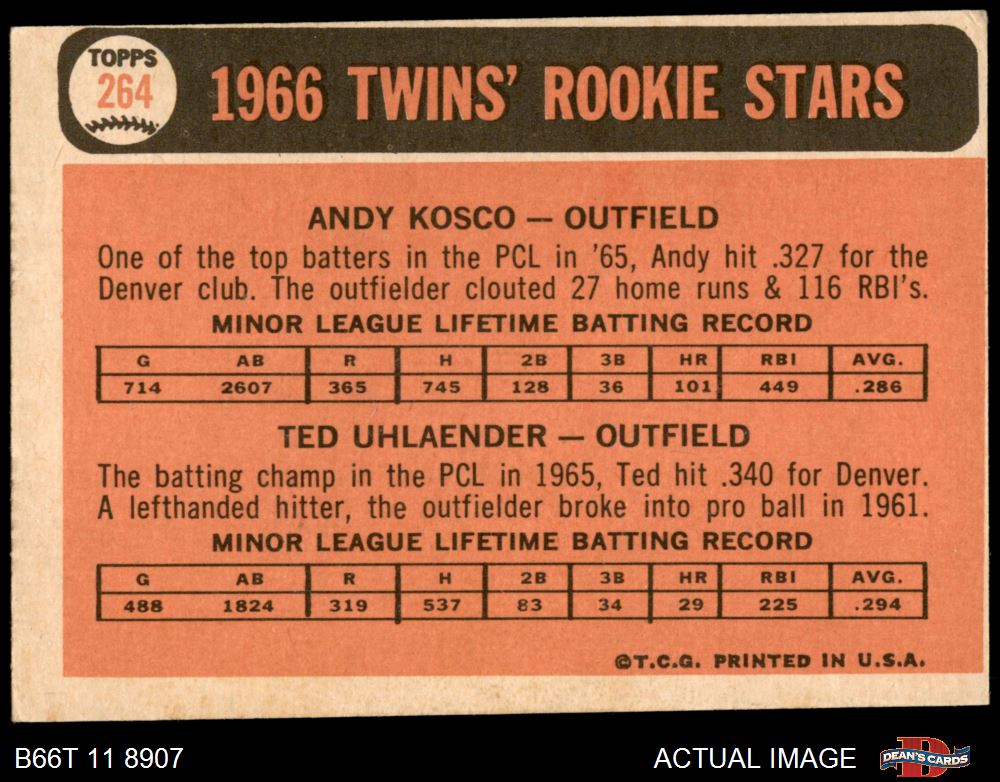 TOPPS
264
1966 TWINS' ROOKIE STARS
ANDY KOSCO — OUTFIELD
One of the top batters in the PCL in '65, Andy hit .327 for the
Denver club. The outfielder clouted 27 home runs & 116 RBI's.
MINOR LEAGUE LIFETIME BATTING RECORD
G AB R H 2B 3B HR RBI AVG.
714 2607 365 745 128 36 101 449 .286
TED UHLAENDER — OUTFIELD
The batting champ in the PCL in 1965, Ted hit .340 for Denver.
A lefthanded hitter, the outfielder broke into pro ball in 1961.
MINOR LEAGUE LIFETIME BATTING RECORD
G AB R H 2B 3B HR RBI AVG.
488 1824 319 537 83 34 29 225 .294
©T.C.G. PRINTED IN U.S.A.
B66T 11 8907
ACTUAL IMAGE
DEAN'S CARDS